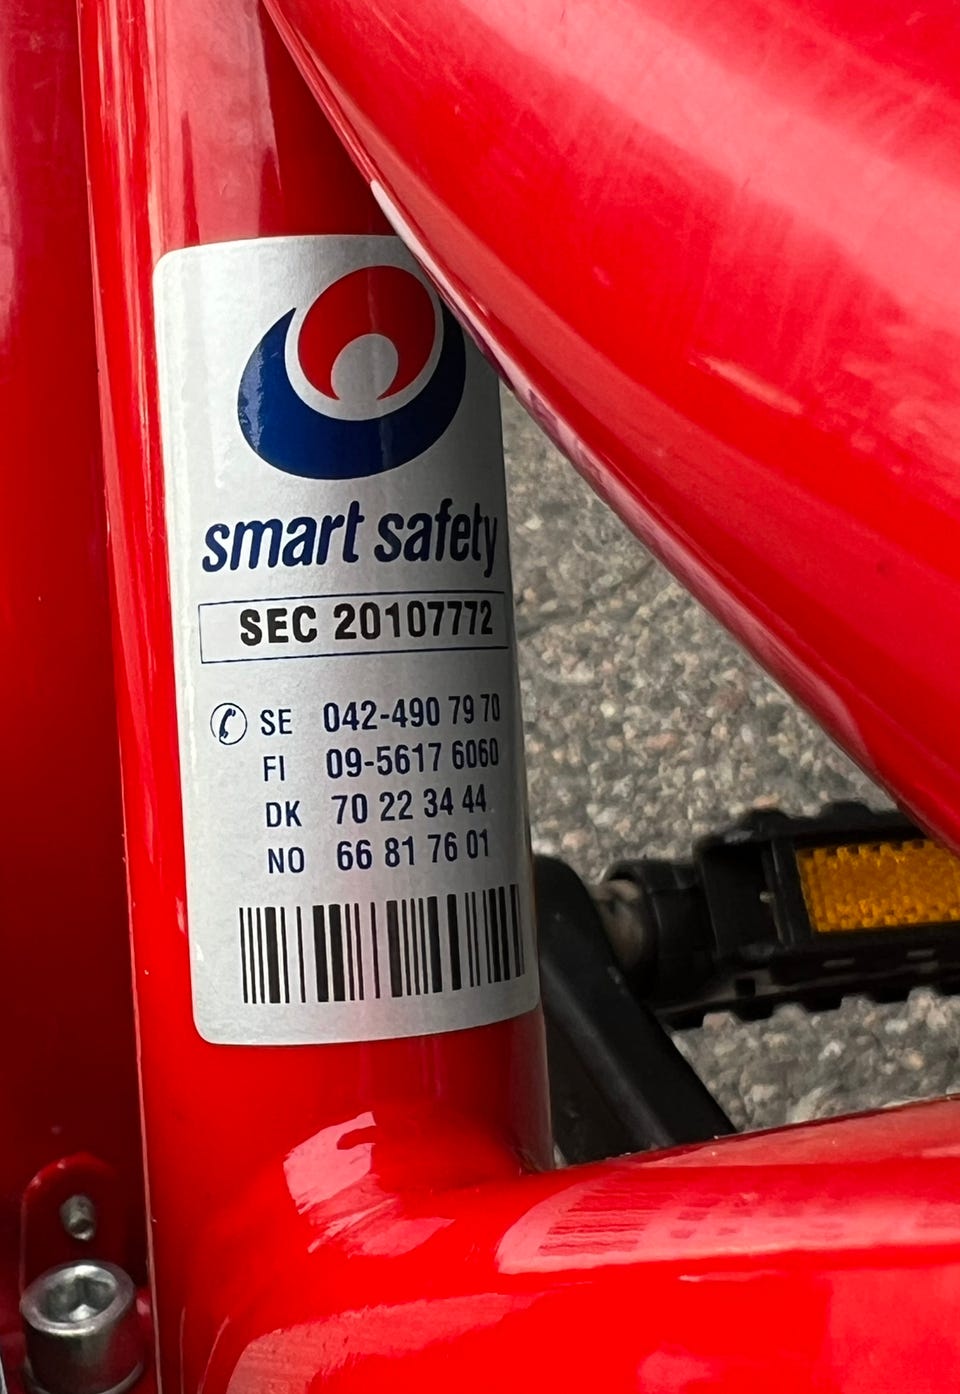 smart safety
SEC 20107772
SE 042-490 79 70
FI 09-5617 6060
DK 70 22 34 44
NO 66 81 76 01